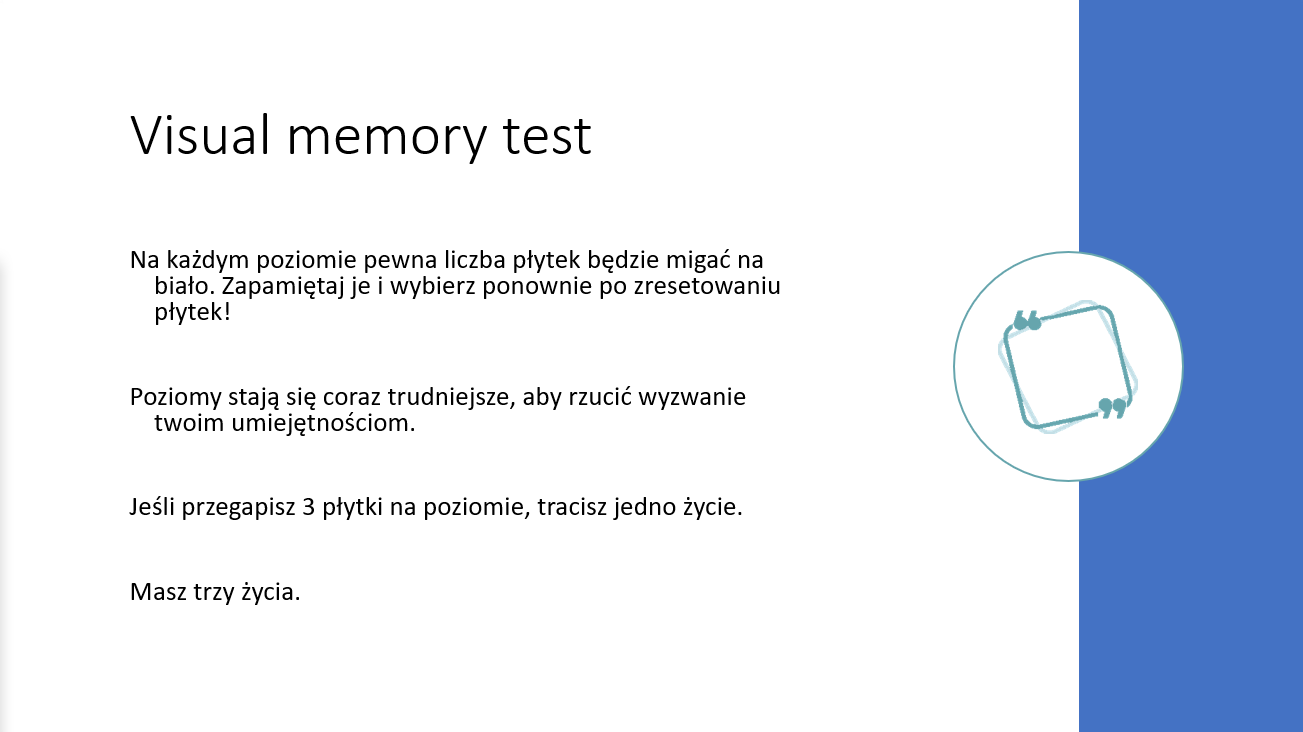 Visual memory test
Na każdym poziomie pewna liczba płytek będzie migać na
biało. Zapamiętaj je i wybierz ponownie po zresetowaniu
płytek!
Poziomy stają się coraz trudniejsze, aby rzucić wyzwanie
twoim umiejętnościom.
Jeśli przegapisz 3 płytki na poziomie, tracisz jedno życie.
Masz trzy życia.